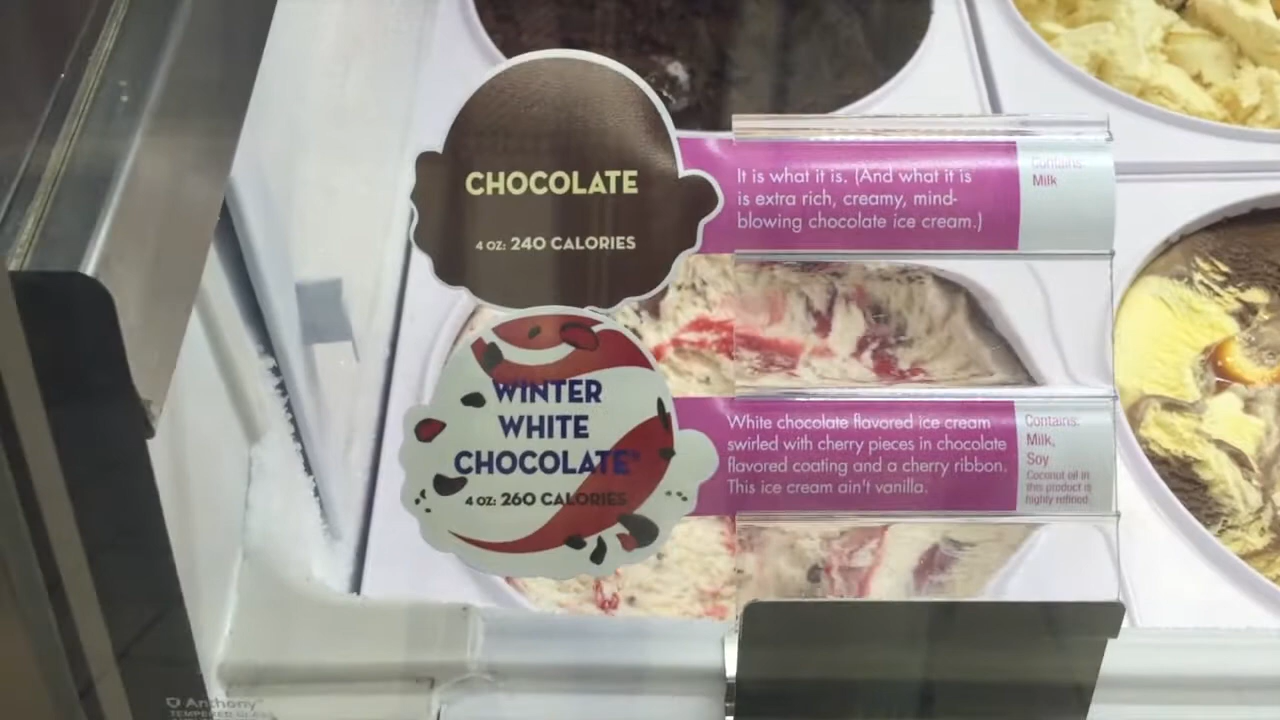 CHOCOLATE
4 OZ: 240 CALORIES
It is what it is. (And what it is
is extra rich, creamy, mind-
blowing chocolate ice cream.)
Contains:
Milk
WINTER
WHITE
CHOCOLATE®
4 OZ: 260 CALORIES
White chocolate flavored ice cream
swirled with cherry pieces in chocolate
flavored coating and a cherry ribbon.
This ice cream ain't vanilla.
Contains:
Milk,
Soy
Coconut oil in
this product is
highly refined
Anthony®
TEMPERED GLASS